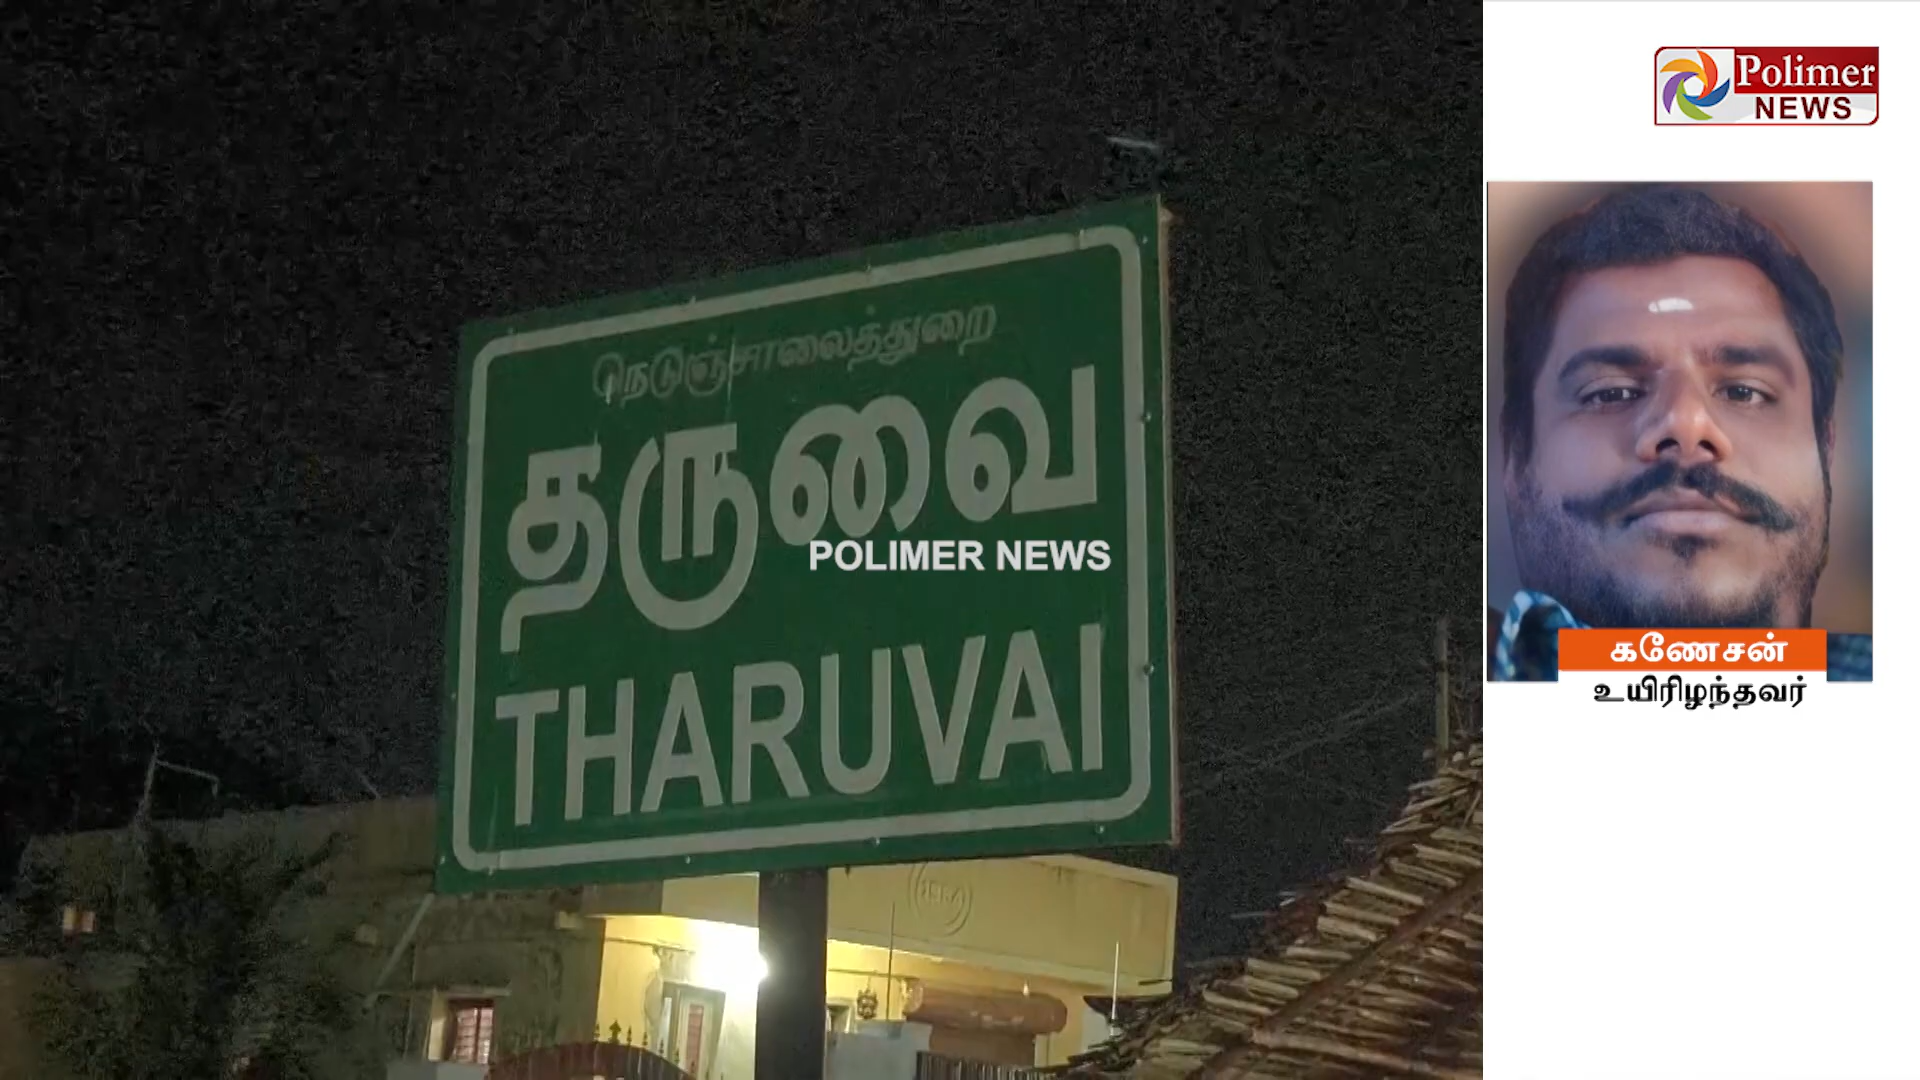 நெடுஞ்சாலைத்துறை
தருவை
POLIMER NEWS
THARUVAI
Polimer
NEWS
கணேசன்
உயிரிழந்தவர்